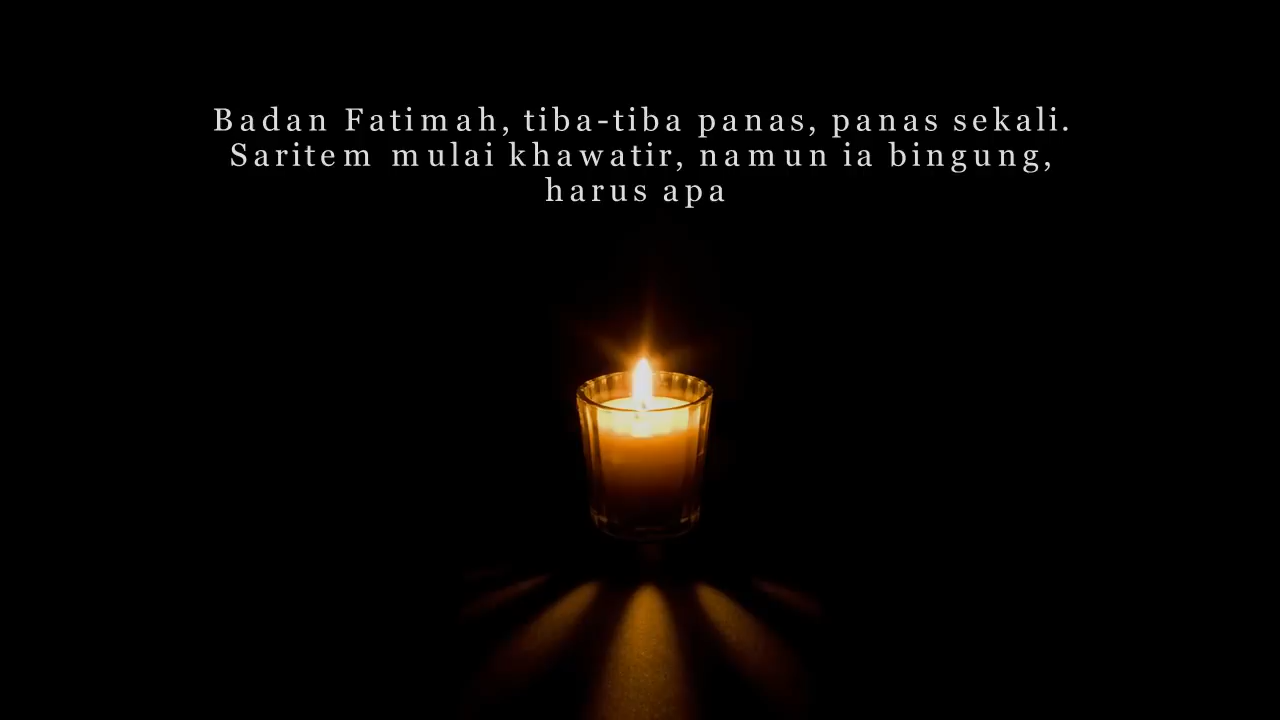 Badan Fatimah, tiba-tiba panas, panas sekali.
Saritem mulai khawatir, namun ia bingung,
harus apa